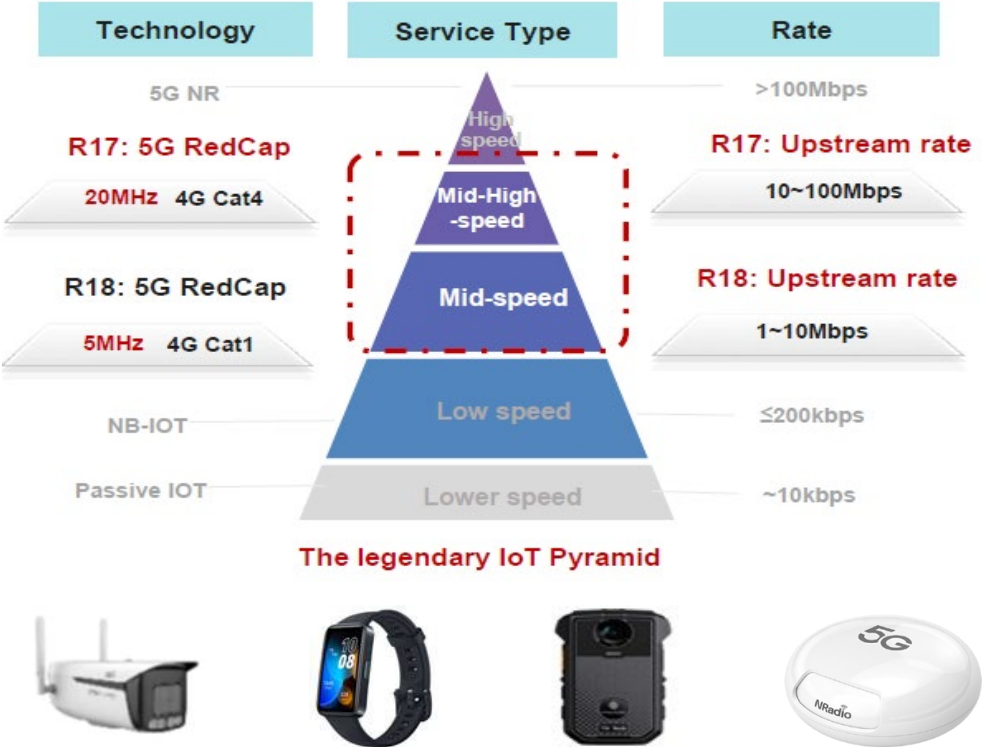 Technology
Service Type
Rate
5G NR
High
speed
>100Mbps
R17: 5G RedCap
R17: Upstream rate
20MHz 4G Cat4
Mid-High
-speed
10~100Mbps
R18: 5G RedCap
Mid-speed
R18: Upstream rate
5MHz 4G Cat1
1~10Mbps
NB-IOT
Low speed
≤200kbps
Passive IOT
Lower speed
~10kbps
The legendary IoT Pyramid
10
08
5G
NRadio